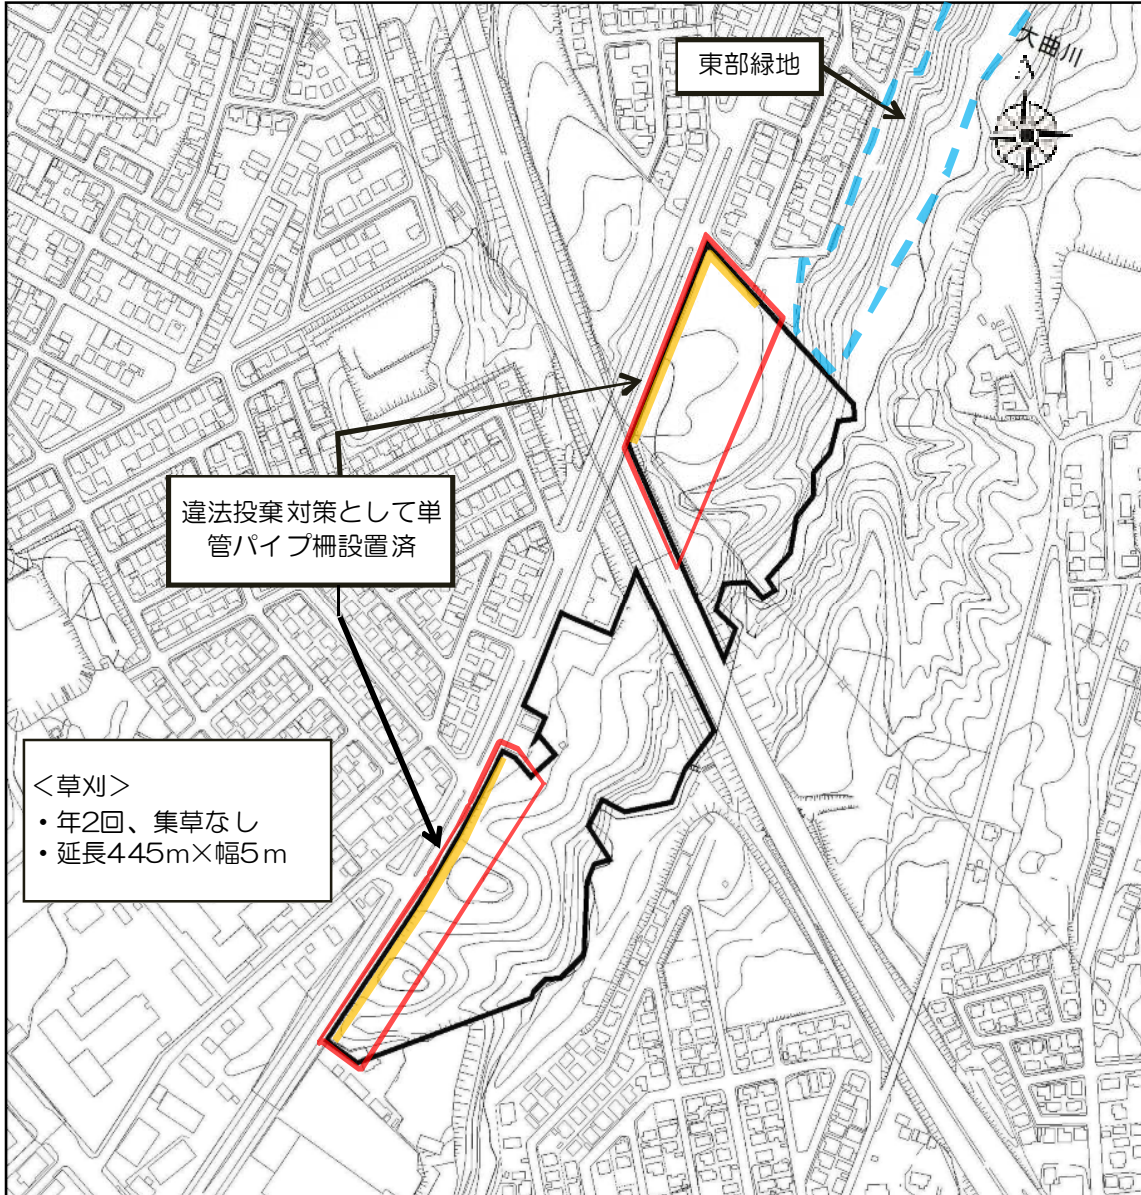 東部緑地
大曲川
違法投棄対策として単
管パイプ柵設置済
＜草刈＞
・年2回、集草なし
・延長445m×幅5m